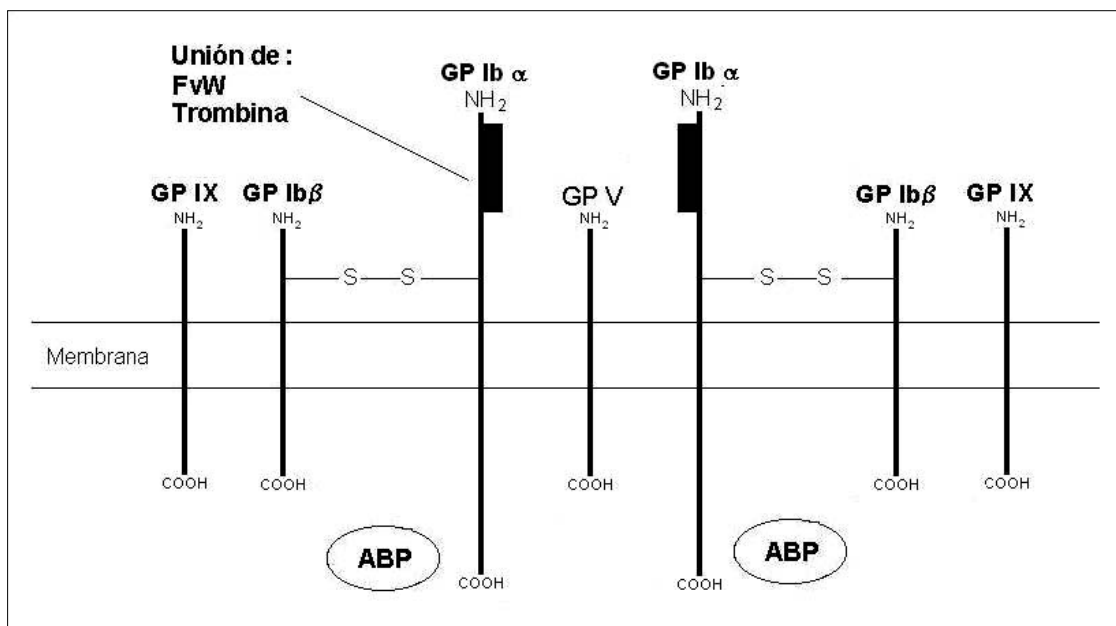 Unión de :
FvW
Trombina
GP Ib α
NH2
GP Ib α
NH2
GP IX
NH2
GP Ibβ
NH2
GP V
NH2
GP Ibβ
NH2
GP IX
NH2
S S
S S
Membrana
COOH
COOH
COOH
COOH
COOH
ABP
ABP
COOH
COOH